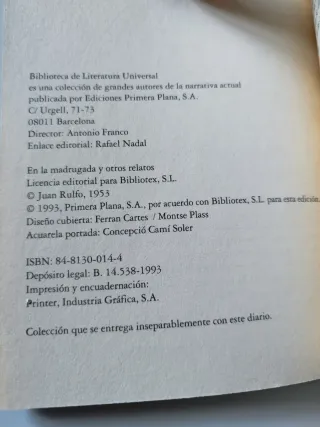 Biblioteca de Literatura Universal
es una colección de grandes autores de la narrativa actual
publicada por Ediciones Primera Plana, S.A.
C/ Urgell, 71-73
08011 Barcelona
Director: Antonio Franco
Enlace editorial: Rafael Nadal
En la madrugada y otros relatos
Licencia editorial para Bibliotex, S.L.
© Juan Rulfo, 1953
© 1993, Primera Plana, S.A., por acuerdo con Bibliotex, S.L. para esta edición.
Diseño cubierta: Ferran Cartes / Montse Plass
Acuarela portada: Concepció Camí Soler
ISBN: 84-8130-014-4
Depósito legal: B. 14.538-1993
Impresión y encuadernación:
Printer, Industria Gráfica, S.A.
Colección que se entrega inseparablemente con este diario.